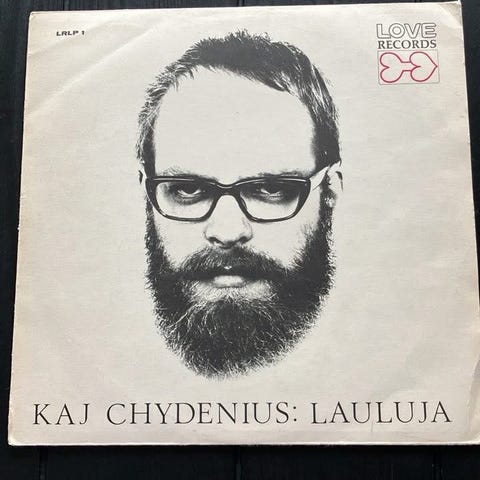 LRLP 1
LOVE
RECORDS
KAJ CHYDENIUS: LAULUJA